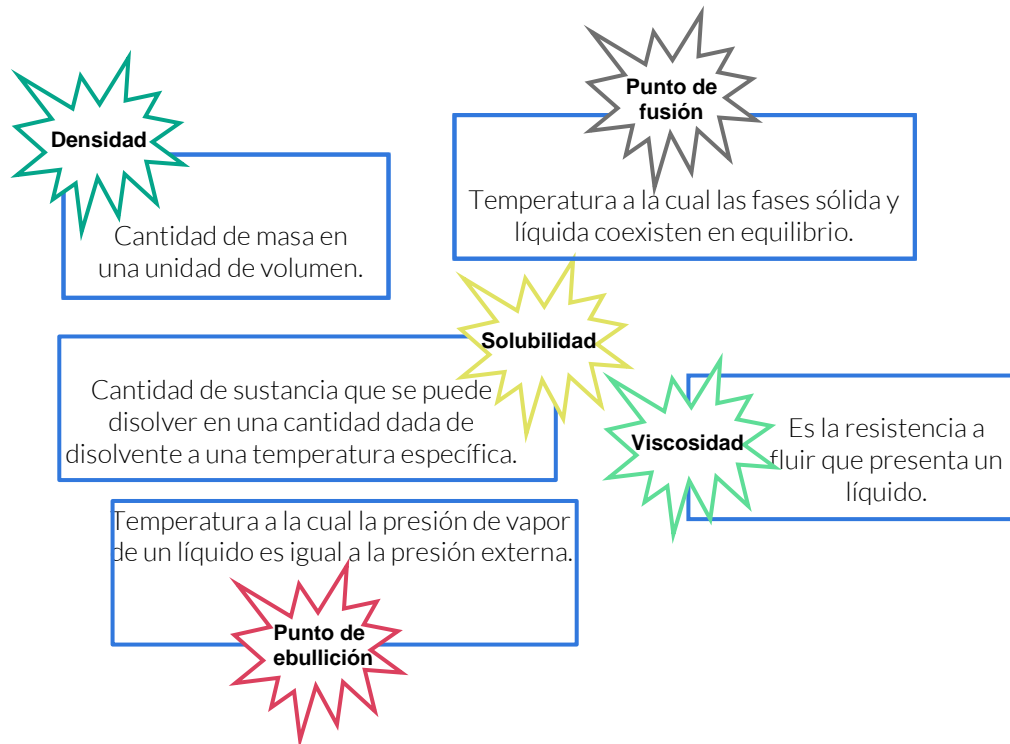 Densidad
Cantidad de masa en
una unidad de volumen.
Punto de
fusión
Temperatura a la cual las fases sólida y
líquida coexisten en equilibrio.
Solubilidad
Cantidad de sustancia que se puede
disolver en una cantidad dada de
disolvente a una temperatura específica.
Viscosidad
Es la resistencia a
fluir que presenta un
líquido.
Temperatura a la cual la presión de vapor
de un líquido es igual a la presión externa.
Punto de
ebullición